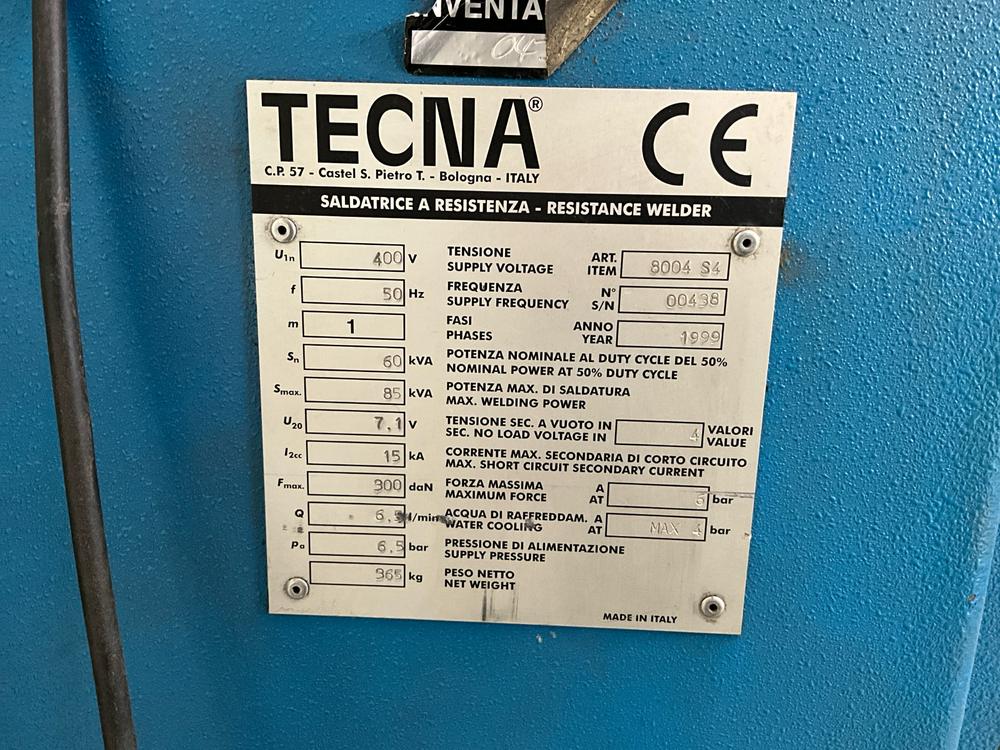 INVENTA
04
TECNA®
CE
C.P. 57 - Castel S. Pietro T. - Bologna - ITALY
SALDATRICE A RESISTENZA - RESISTANCE WELDER
U1n 400 V TENSIONE SUPPLY VOLTAGE ART. ITEM 8004 S4
f 50 Hz FREQUENZA SUPPLY FREQUENCY N° S/N 00438
m 1 FASI PHASES ANNO YEAR 1999
Sn 60 kVA POTENZA NOMINALE AL DUTY CYCLE DEL 50% NOMINAL POWER AT 50% DUTY CYCLE
Smax. 85 kVA POTENZA MAX. DI SALDATURA MAX. WELDING POWER
U20 7,1 V TENSIONE SEC. A VUOTO IN SEC. NO LOAD VOLTAGE IN 4 VALORI VALUE
I2cc 15 kA CORRENTE MAX. SECONDARIA DI CORTO CIRCUITO MAX. SHORT CIRCUIT SECONDARY CURRENT
Fmax. 300 daN FORZA MASSIMA MAXIMUM FORCE A AT 6 bar
Q 6,5 l/min ACQUA DI RAFFREDDAM. WATER COOLING A AT MAX 4 bar
Pa 6,5 bar PRESSIONE DI ALIMENTAZIONE SUPPLY PRESSURE
365 kg PESO NETTO NET WEIGHT
MADE IN ITALY